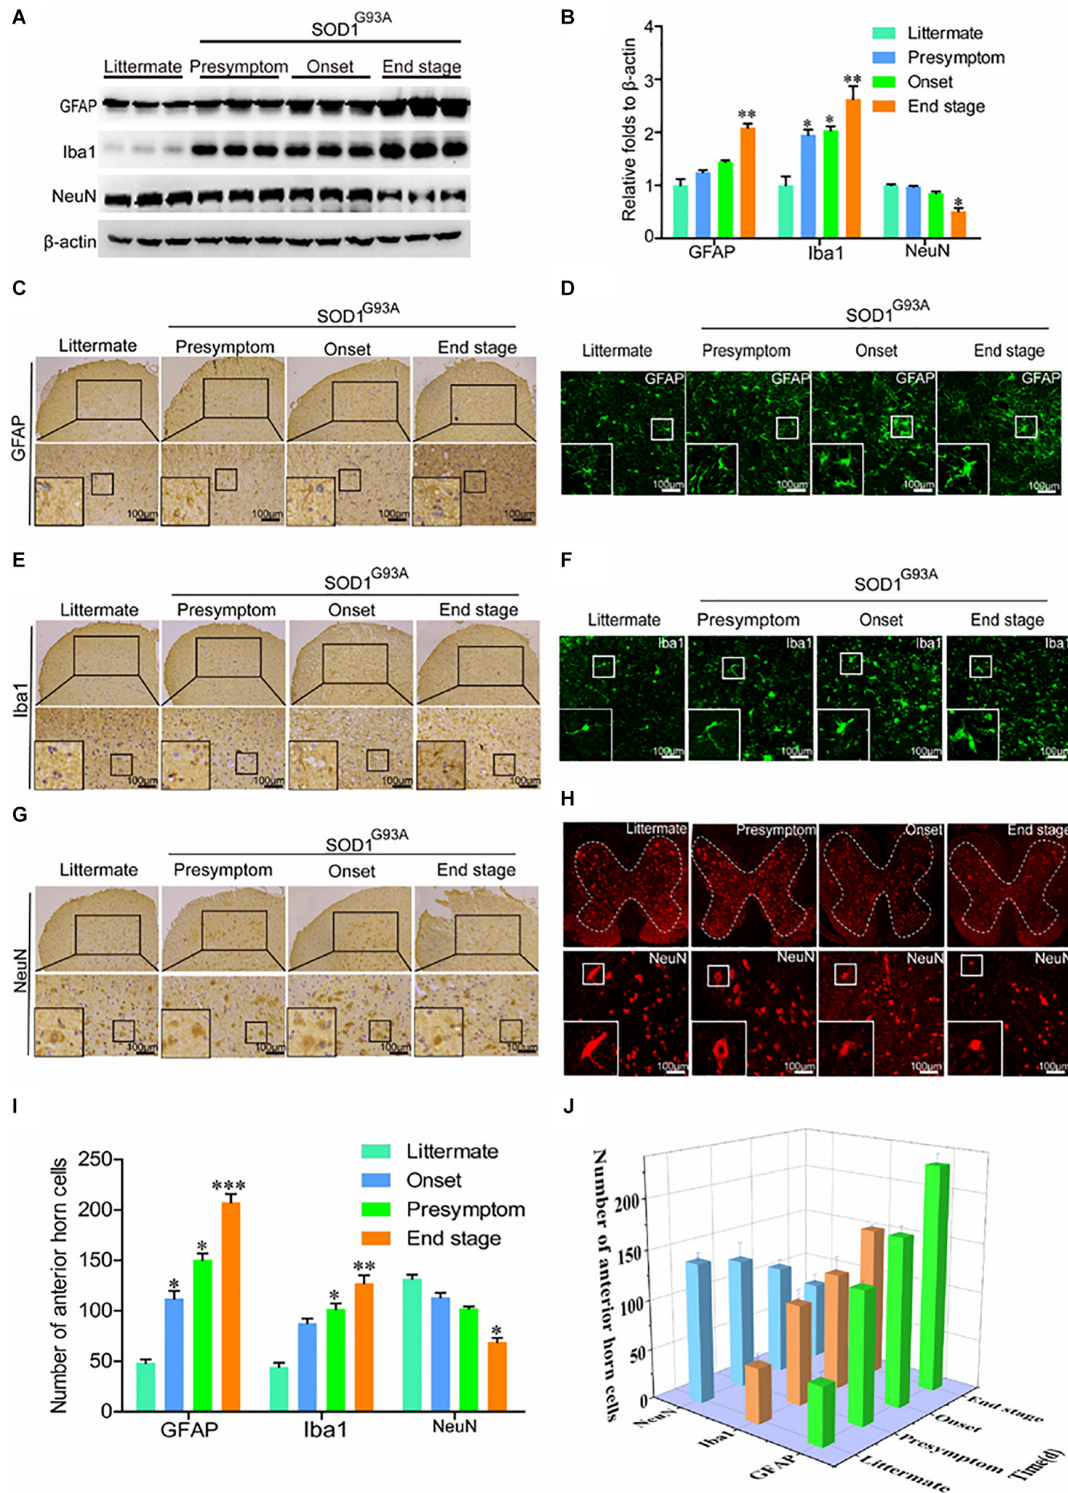 A
SOD1G93A
Littermate Presymptom Onset End stage
GFAP
Iba1
NeuN
β-actin
B
Relative folds to β-actin
4
3
2
1
0
Littermate
Presymptom
Onset
End stage
**
* * **
*
GFAP Iba1 NeuN
C
SOD1G93A
Littermate Presymptom Onset End stage
GFAP
100μm 100μm 100μm 100μm
D
SOD1G93A
Littermate Presymptom Onset End stage
GFAP GFAP GFAP GFAP
100μm 100μm 100μm 100μm
E
SOD1G93A
Littermate Presymptom Onset End stage
Iba1
100μm 100μm 100μm 100μm
F
SOD1G93A
Littermate Presymptom Onset End stage
Iba1 Iba1 Iba1 Iba1
100μm 100μm 100μm 100μm
G
SOD1G93A
Littermate Presymptom Onset End stage
NeuN
100μm 100μm 100μm 100μm
H
Littermate Presymptom Onset End stage
NeuN NeuN NeuN NeuN
100μm 100μm 100μm 100μm
I
Number of anterior horn cells
250
200
150
100
50
0
Littermate
Onset
Presymptom
End stage
* * ***
* **
*
GFAP Iba1 NeuN
J
Number of anterior horn cells
200
150
100
50
0
NeuN
Iba1
GFAP
Littermate
Presymptom
Onset
End stage
Time(d)